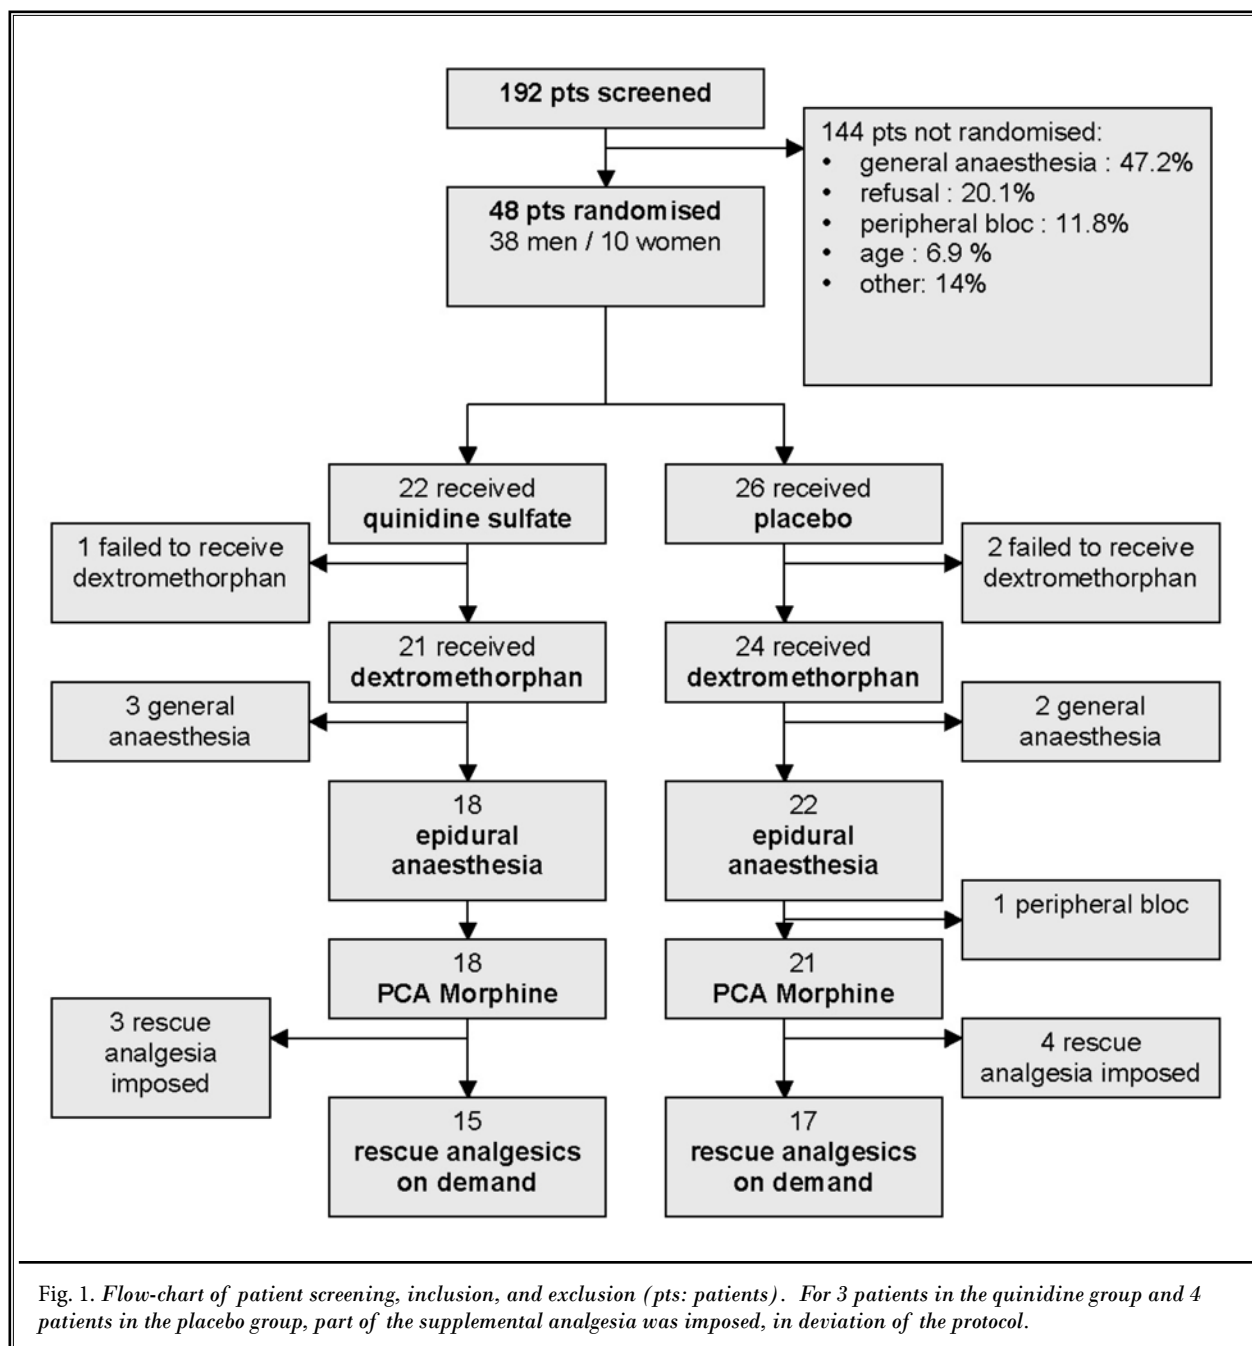 192 pts screened
144 pts not randomised:
• general anaesthesia : 47.2%
• refusal : 20.1%
• peripheral bloc : 11.8%
• age : 6.9 %
• other: 14%
48 pts randomised
38 men / 10 women
22 received
quinidine sulfate
26 received
placebo
1 failed to receive
dextromethorphan
2 failed to receive
dextromethorphan
21 received
dextromethorphan
24 received
dextromethorphan
3 general
anaesthesia
2 general
anaesthesia
18
epidural
anaesthesia
22
epidural
anaesthesia
1 peripheral bloc
18
PCA Morphine
21
PCA Morphine
3 rescue
analgesia
imposed
4 rescue
analgesia imposed
15
rescue analgesics
on demand
17
rescue analgesics
on demand
Fig. 1. Flow-chart of patient screening, inclusion, and exclusion (pts: patients). For 3 patients in the quinidine group and 4
patients in the placebo group, part of the supplemental analgesia was imposed, in deviation of the protocol.